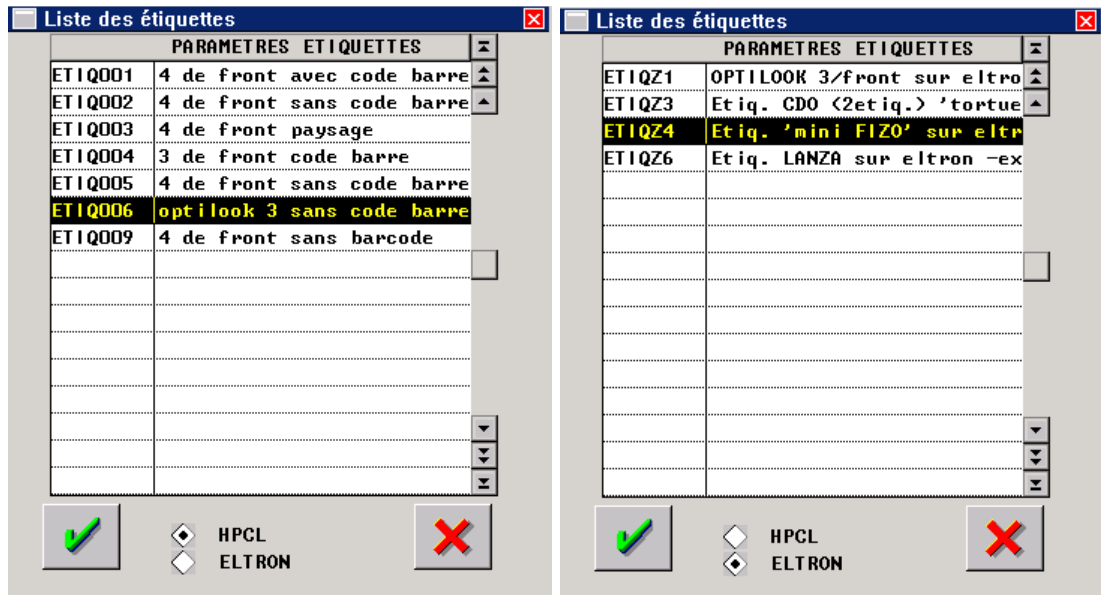 Liste des étiquettes
PARAMETRES ETIQUETTES
ETIQ001 4 de front avec code barre
ETIQ002 4 de front sans code barre
ETIQ003 4 de front paysage
ETIQ004 3 de front code barre
ETIQ005 4 de front sans code barre
ETIQ006 optilook 3 sans code barre
ETIQ009 4 de front sans barcode
HPCL
ELTRON
Liste des étiquettes
PARAMETRES ETIQUETTES
ETIQZ1 OPTILOOK 3/front sur eltro
ETIQZ3 Etiq. CDO (2etiq.) 'tortue
ETIQZ4 Etiq. 'mini FIZO' sur eltr
ETIQZ6 Etiq. LANZA sur eltron -ex
HPCL
ELTRON